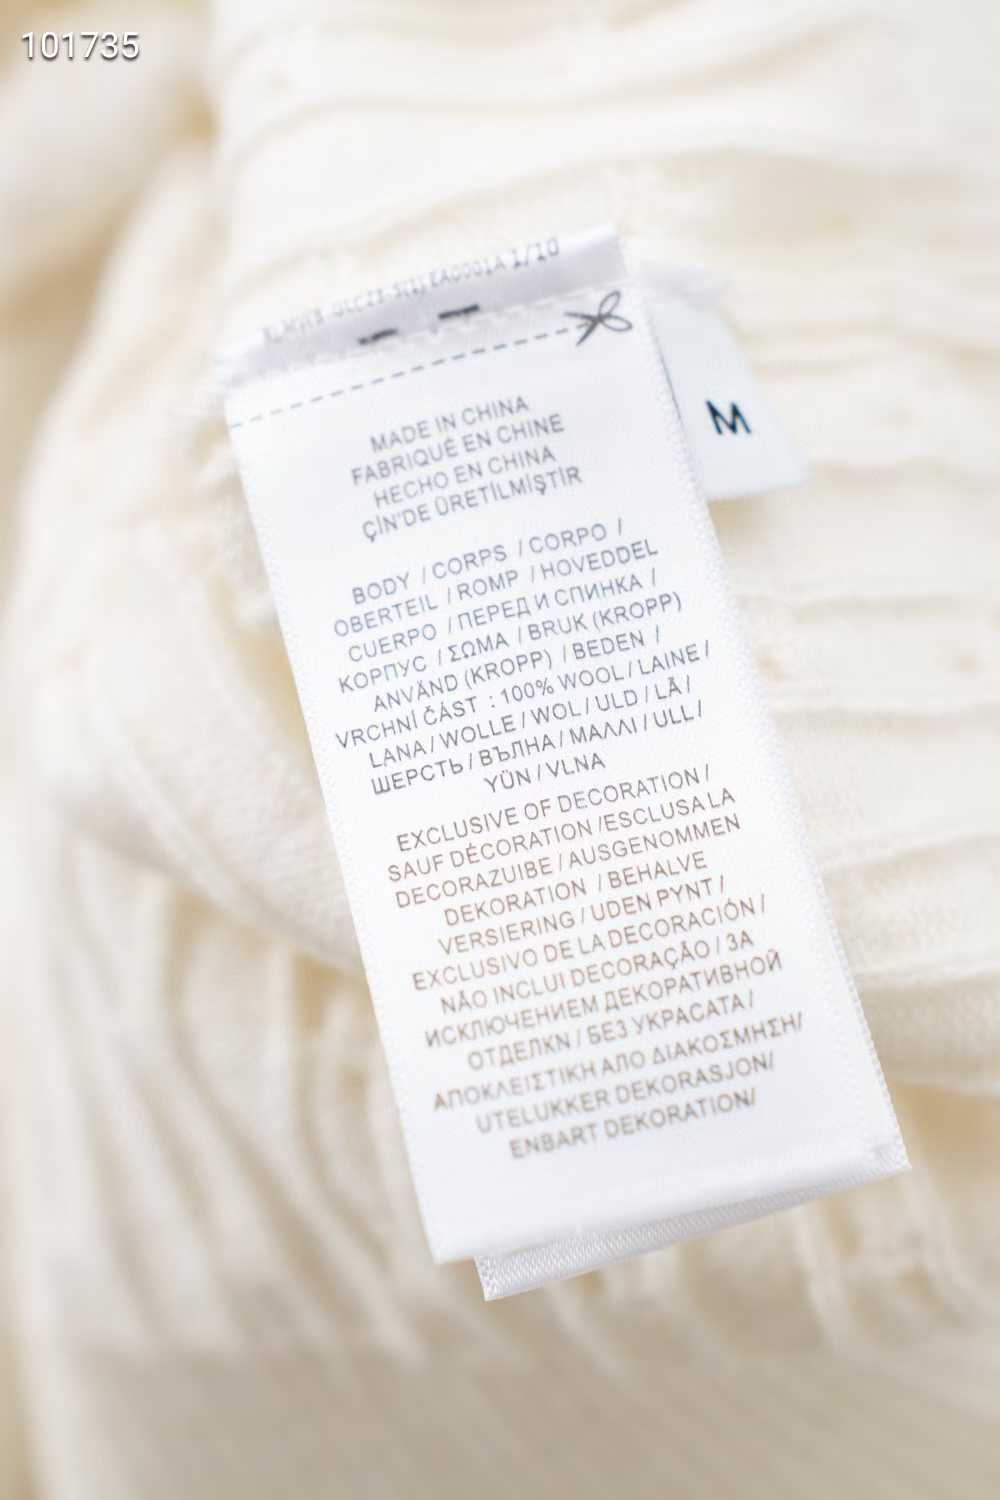 101735
EA0001A 1/10
MADE IN CHINA
FABRIQUÉ EN CHINE
HECHO EN CHINA
ÇİN'DE ÜRETİLMİŞTİR
M
BODY / CORPS / CORPO /
OBERTEIL / ROMP / HOVEDDEL
CUERPO / ПЕРЕД И СПИНКА /
КОРПУС / ΣΩΜΑ / BRUK (KROPP)
ANVÄND (KROPP) / BEDEN /
VRCHNÍ ČÁST : 100% WOOL / LAINE /
LANA / WOLLE / WOL / ULD / LÃ /
ШЕРСТЬ / ВЪЛНА / ΜΑΛΛΙ / ULL /
YÜN / VLNA
EXCLUSIVE OF DECORATION /
SAUF DÉCORATION /ESCLUSA LA
DECORAZUIBE / AUSGENOMMEN
DEKORATION / BEHALVE
VERSIERING / UDEN PYNT /
EXCLUSIVO DE LA DECORACIÓN /
NÃO INCLUI DECORAÇÃO / ЗА
ИСКЛЮЧЕНИЕМ ДЕКОРАТИВНОЙ
ОТДЕЛКN / БЕЗ УКРАСАТА /
ΑΠΟΚΛΕΙΣΤΙΚΗ ΑΠΟ ΔΙΑΚΟΣΜΗΣΗ/
UTELUKKER DEKORASJON/
ENBART DEKORATION/